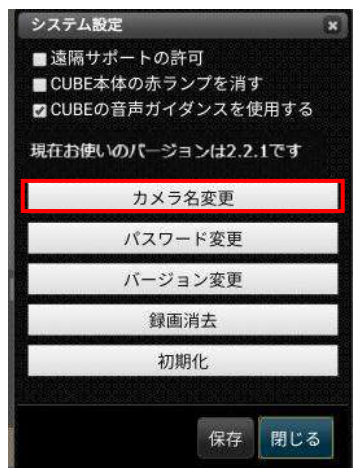 システム設定
遠隔サポートの許可
CUBE本体の赤ランプを消す
CUBEの音声ガイダンスを使用する
現在お使いのバージョンは2.2.1です
カメラ名変更
パスワード変更
バージョン変更
録画消去
初期化
保存 閉じる